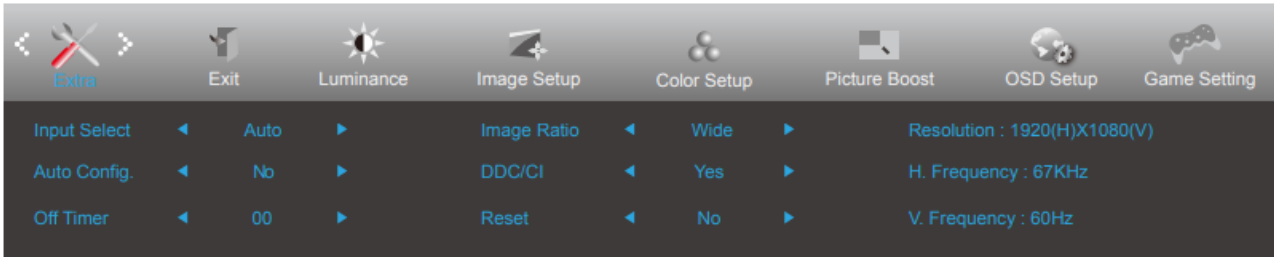 Extra Exit Luminance Image Setup Color Setup Picture Boost OSD Setup Game Setting
Input Select Auto Image Ratio Wide Resolution : 1920(H)X1080(V)
Auto Config. No DDC/CI Yes H. Frequency : 67KHz
Off Timer 00 Reset No V. Frequency : 60Hz